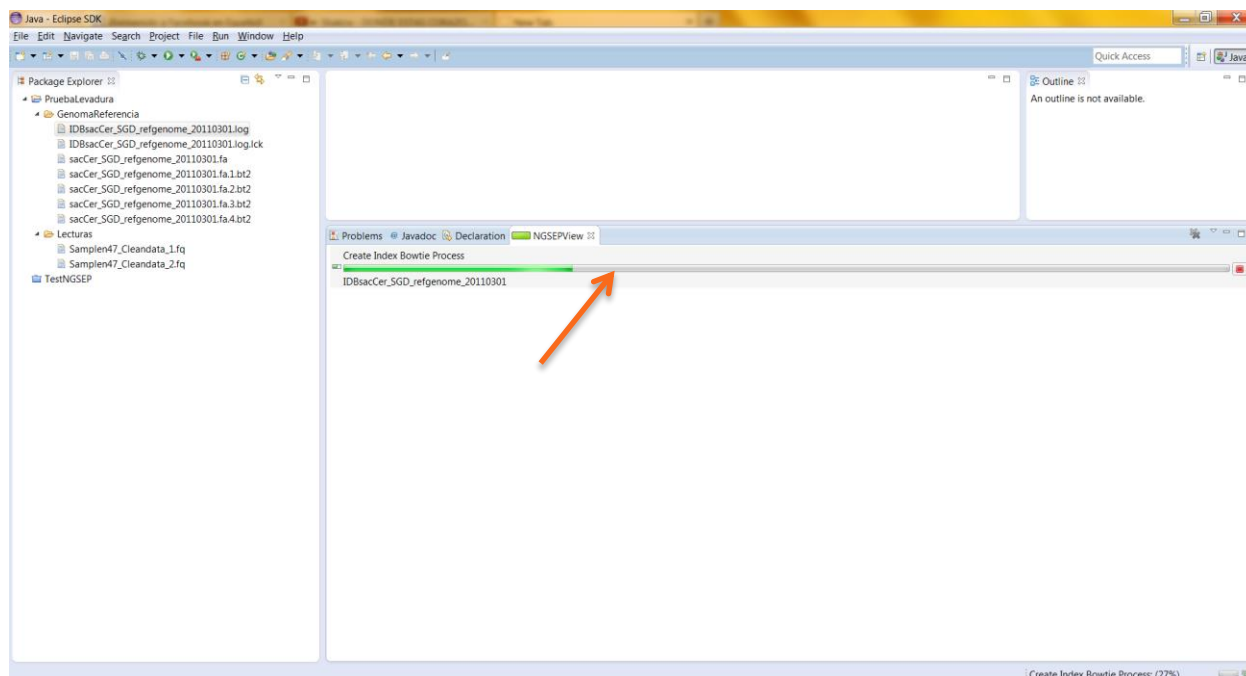 Java - Eclipse SDK
File Edit Navigate Search Project File Run Window Help
Quick Access
Java
Package Explorer
PruebaLevadura
GenomaReferencia
IDBsacCer_SGD_refgenome_20110301.log
IDBsacCer_SGD_refgenome_20110301.log.lck
sacCer_SGD_refgenome_20110301.fa
sacCer_SGD_refgenome_20110301.fa.1.bt2
sacCer_SGD_refgenome_20110301.fa.2.bt2
sacCer_SGD_refgenome_20110301.fa.3.bt2
sacCer_SGD_refgenome_20110301.fa.4.bt2
Lecturas
Samplen47_Cleandata_1.fq
Samplen47_Cleandata_2.fq
TestNGSEP
Outline
An outline is not available.
Problems Javadoc Declaration NGSEPView
Create Index Bowtie Process
IDBsacCer_SGD_refgenome_20110301
Create Index Bowtie Process: (27%)